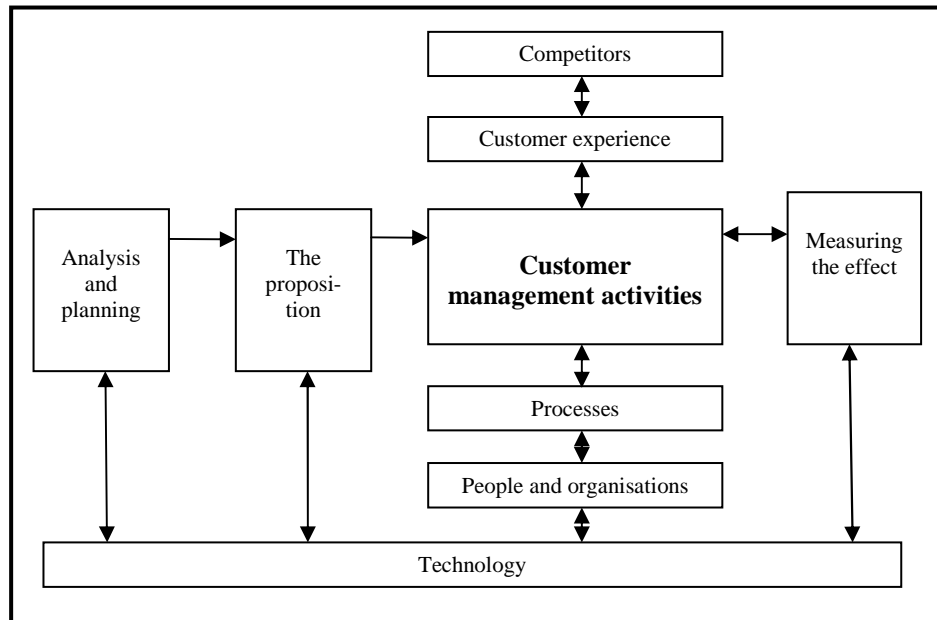 Competitors
Customer experience
Analysis
and
planning
The
proposi-
tion
Customer
management activities
Measuring
the effect
Processes
People and organisations
Technology